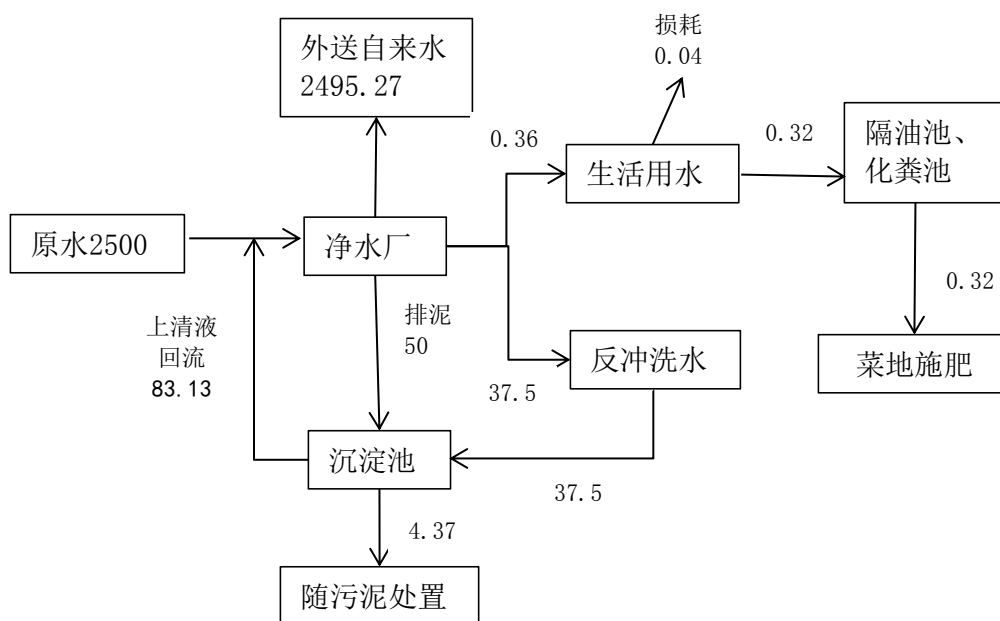 外送自来水
2495.27
损耗
0.04
0.36
生活用水
0.32
隔油池、
化粪池
原水2500
净水厂
0.32
上清液
回流
83.13
排泥
50
反冲洗水
菜地施肥
37.5
沉淀池
37.5
4.37
随污泥处置